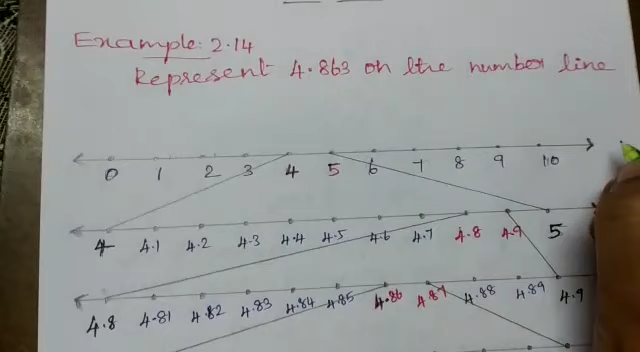 Example: 2.14
Represent 4.863 on the number line
0 1 2 3 4 5 6 7 8 9 10
4 4.1 4.2 4.3 4.4 4.5 4.6 4.7 4.8 4.9 5
4.8 4.81 4.82 4.83 4.84 4.85 4.86 4.87 4.88 4.89 4.9